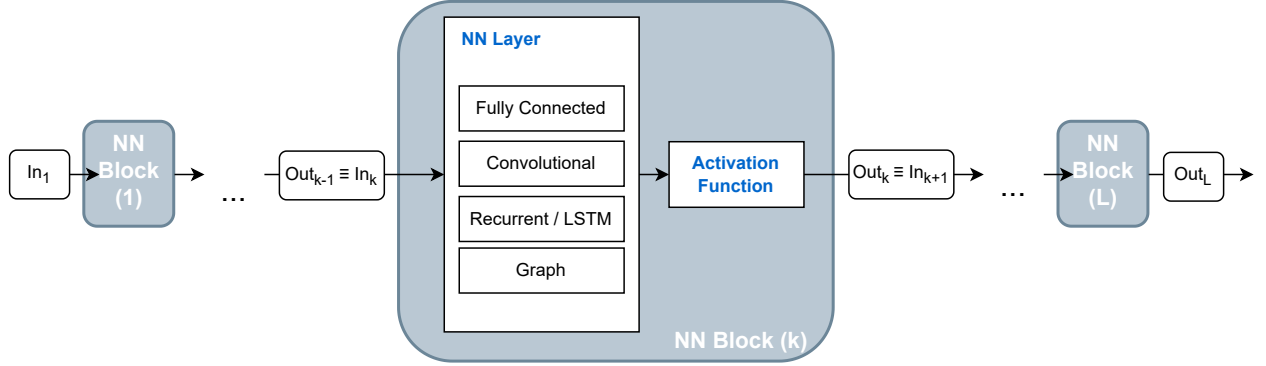 In₁
NN
Block
(1)
...
Outₖ₋₁ ≡ Inₖ
NN Layer
Fully Connected
Convolutional
Recurrent / LSTM
Graph
Activation
Function
NN Block (k)
Outₖ ≡ Inₖ₊₁
...
NN
Block
(L)
Out_L